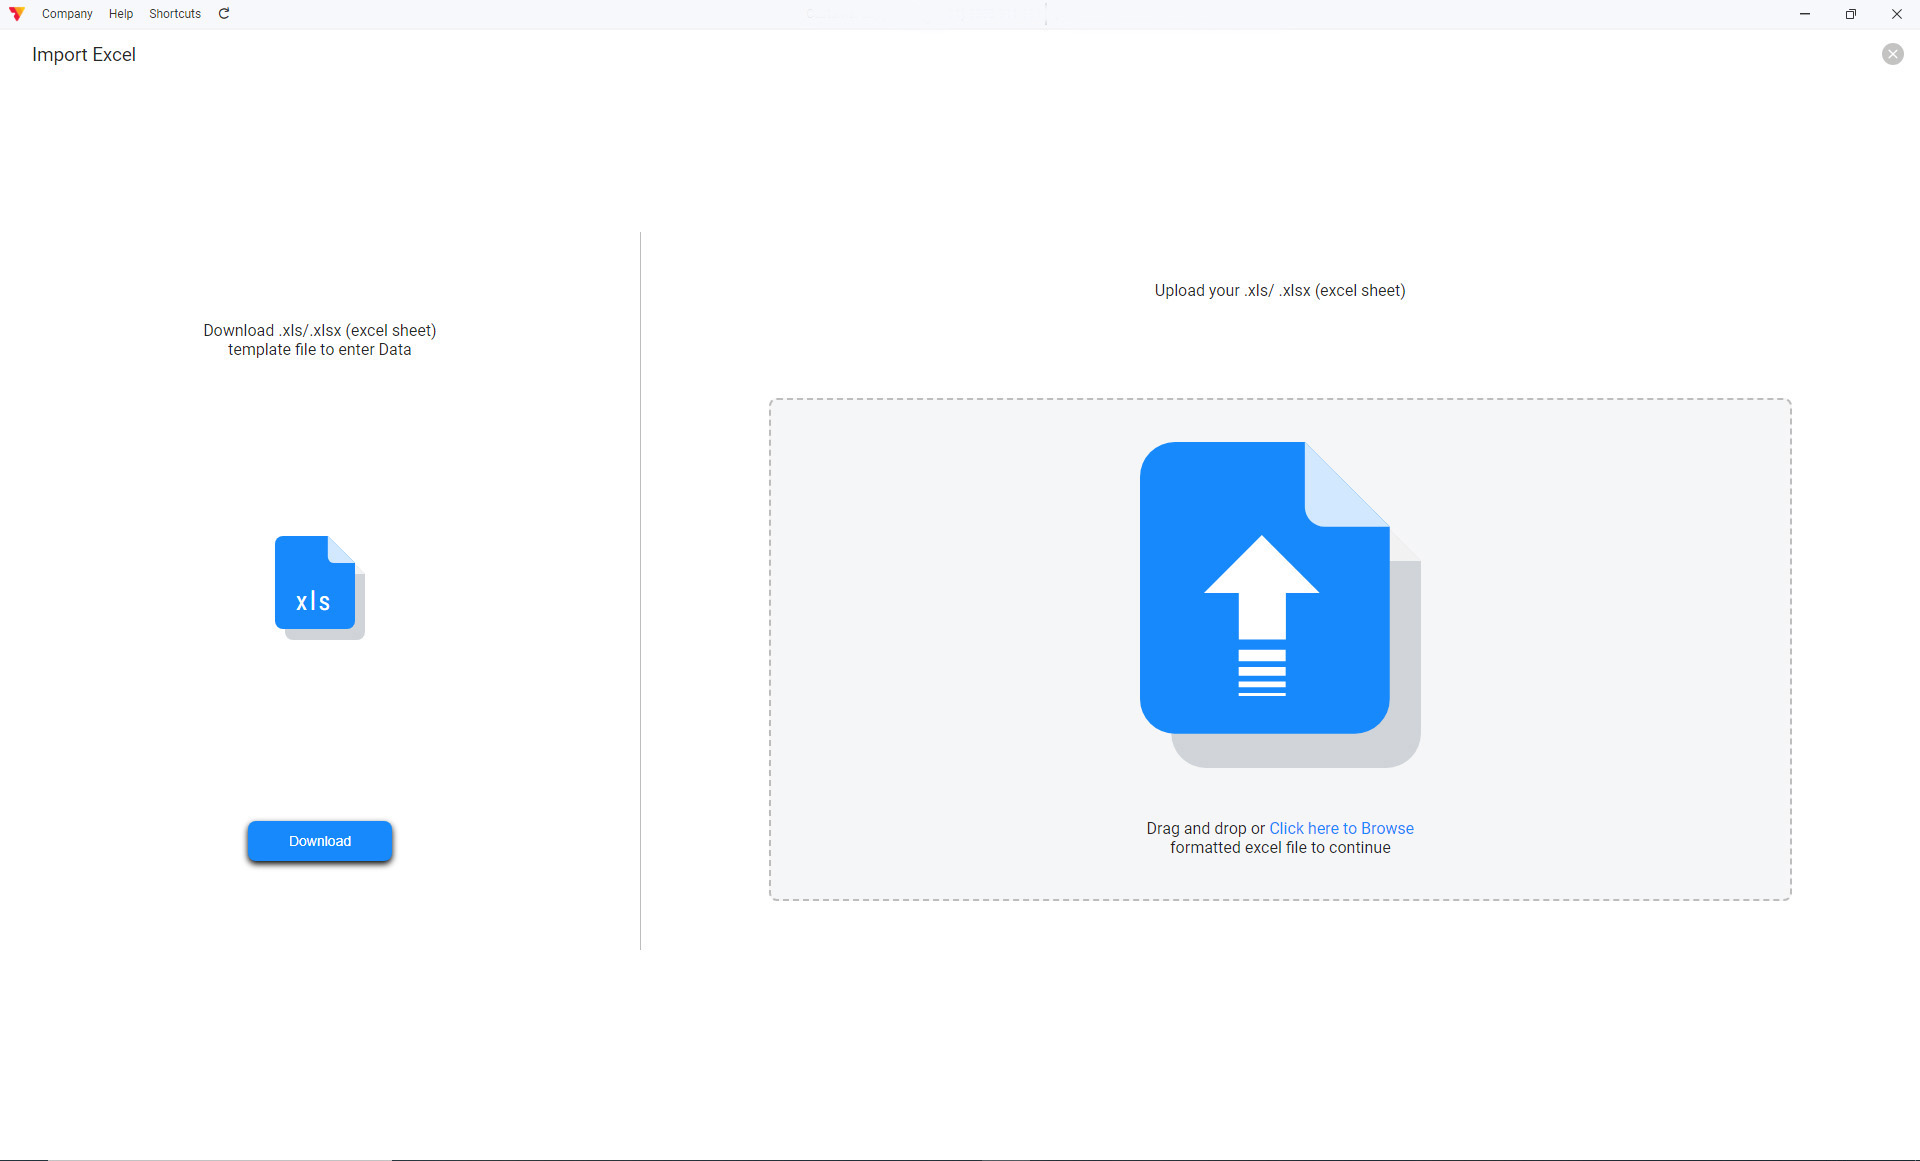 Company Help Shortcuts
Import Excel
Download .xls/.xlsx (excel sheet)
template file to enter Data
xls
Download
Upload your .xls/ .xlsx (excel sheet)
Drag and drop or Click here to Browse
formatted excel file to continue